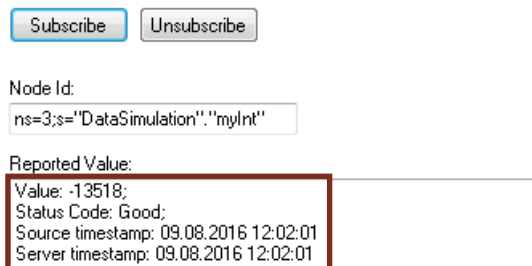 Subscribe Unsubscribe
Node Id:
ns=3;s="DataSimulation"."myInt"
Reported Value:
Value: -13518;
Status Code: Good;
Source timestamp: 09.08.2016 12:02:01
Server timestamp: 09.08.2016 12:02:01